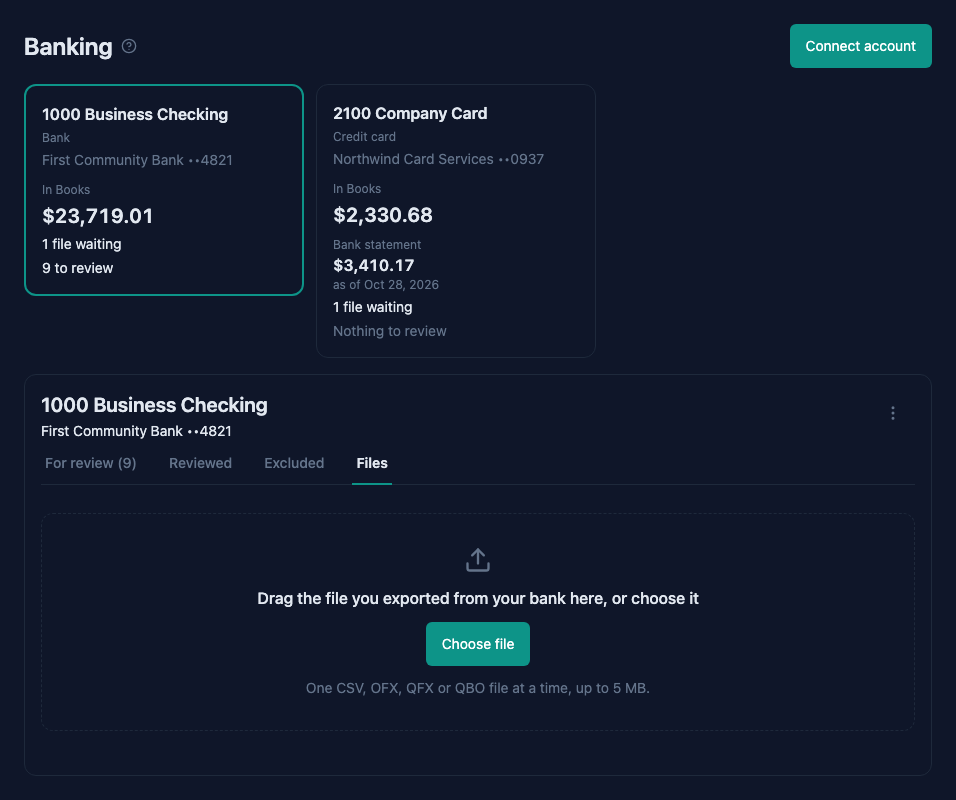 Banking
Connect account
1000 Business Checking
Bank
First Community Bank ••4821
In Books
$23,719.01
1 file waiting
9 to review
2100 Company Card
Credit card
Northwind Card Services ••0937
In Books
$2,330.68
Bank statement
$3,410.17
as of Oct 28, 2026
1 file waiting
Nothing to review
1000 Business Checking
First Community Bank ••4821
For review (9) Reviewed Excluded Files
Drag the file you exported from your bank here, or choose it
Choose file
One CSV, OFX, QFX or QBO file at a time, up to 5 MB.